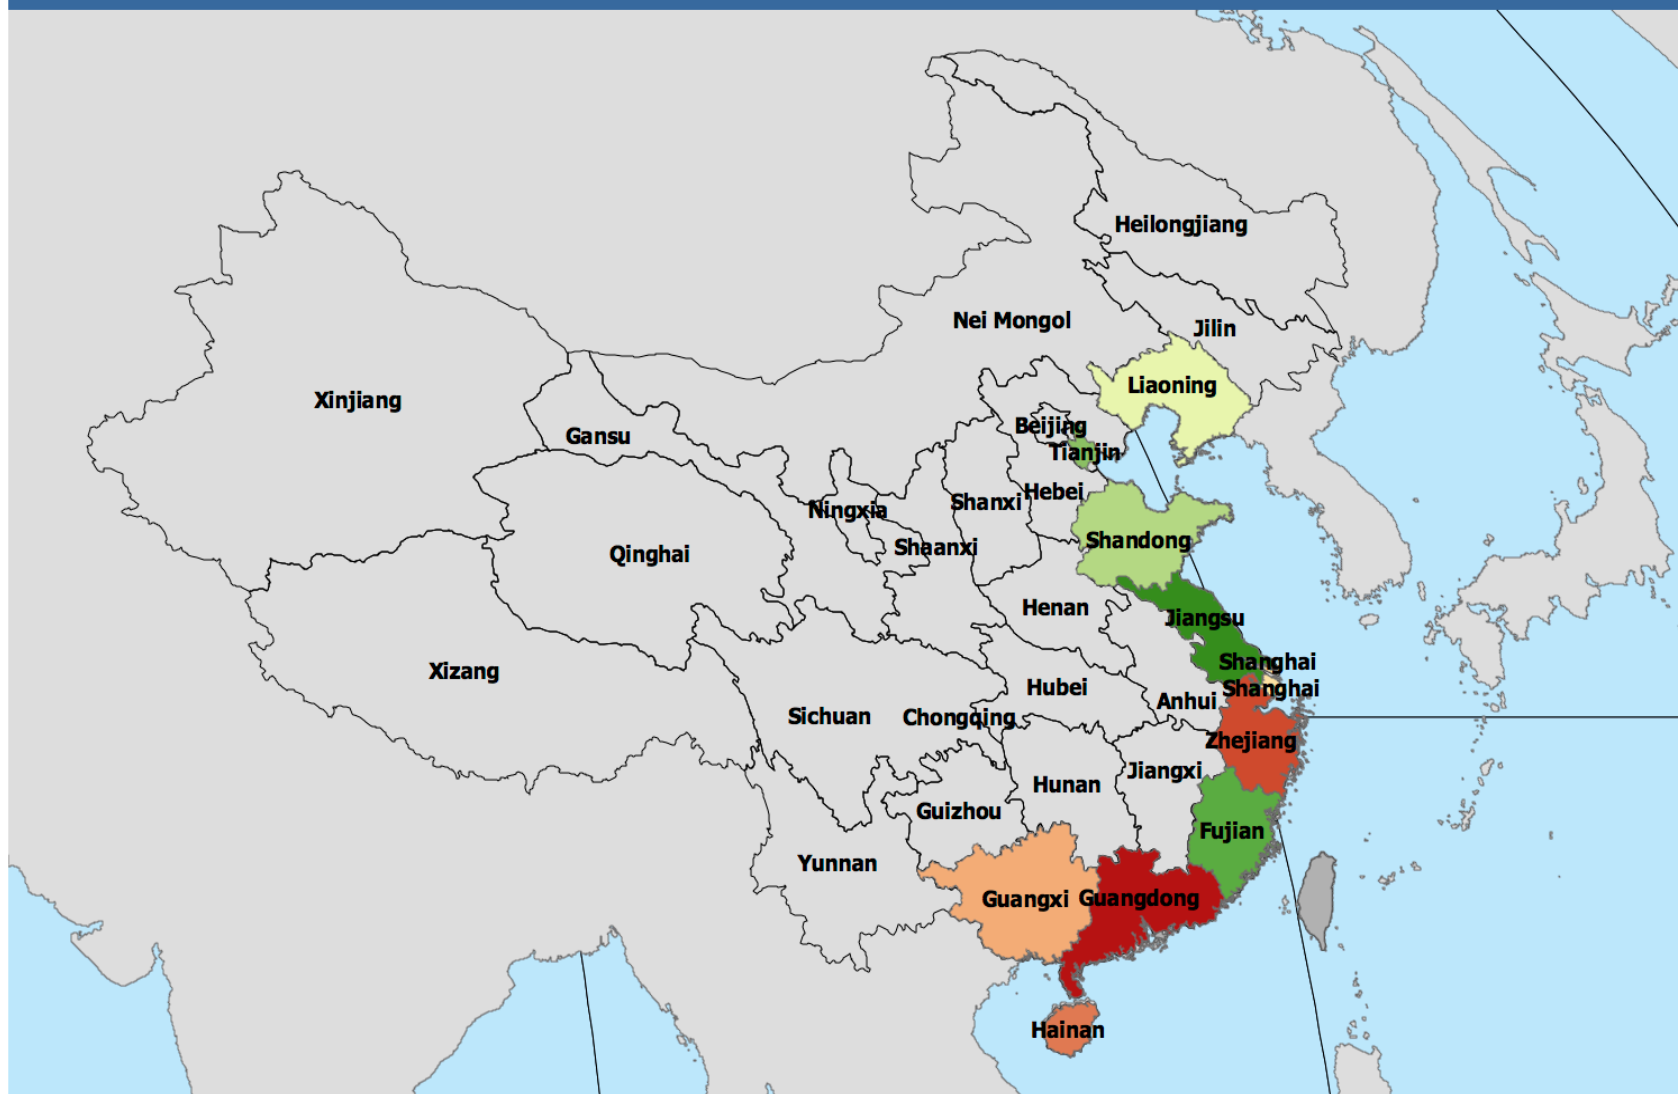 Heilongjiang
Nei Mongol
Jilin
Liaoning
Xinjiang
Beijing
Gansu
Tianjin
Hebei
Shanxi
Ningxia
Shandong
Shaanxi
Qinghai
Henan
Jiangsu
Shanghai
Xizang
Hubei
Shanghai
Anhui
Sichuan
Chongqing
Zhejiang
Jiangxi
Hunan
Guizhou
Fujian
Yunnan
Guangxi
Guangdong
Hainan